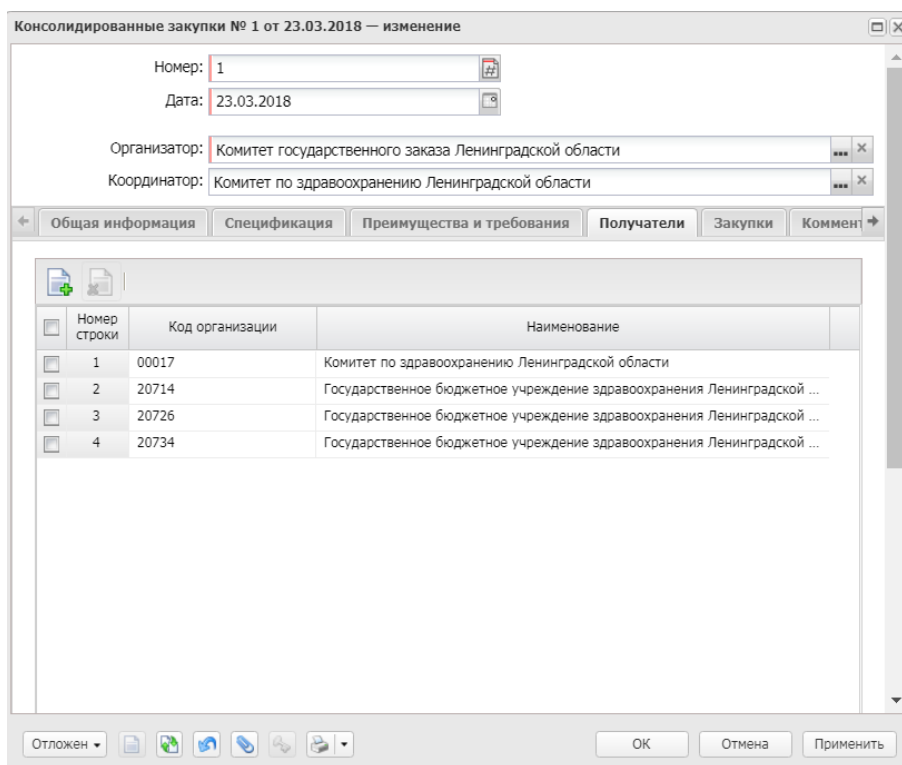 Консолидированные закупки № 1 от 23.03.2018 — изменение
Номер: 1
Дата: 23.03.2018
Организатор: Комитет государственного заказа Ленинградской области
Координатор: Комитет по здравоохранению Ленинградской области
Общая информация Спецификация Преимущества и требования Получатели Закупки Коммент
Номер строки Код организации Наименование
1 00017 Комитет по здравоохранению Ленинградской области
2 20714 Государственное бюджетное учреждение здравоохранения Ленинградской ...
3 20726 Государственное бюджетное учреждение здравоохранения Ленинградской ...
4 20734 Государственное бюджетное учреждение здравоохранения Ленинградской ...
Отложен ОК Отмена Применить